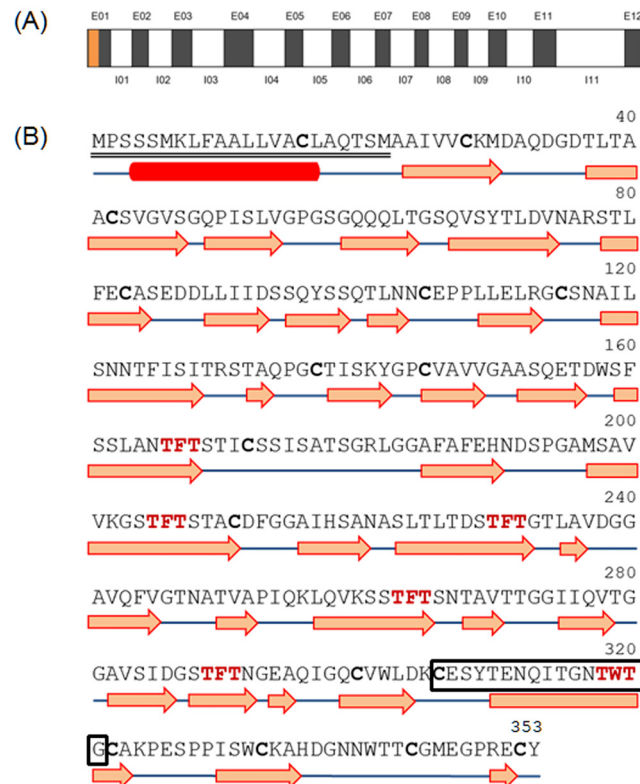 (A)
E01 E02 E03 E04 E05 E06 E07 E08 E09 E10 E11 E12
I01 I02 I03 I04 I05 I06 I07 I08 I09 I10 I11
(B)
40
MPSSSMKLFAALLVACLAQTSMAAIVVCKMDAQDGDTLTA
80
ACSVGVSGQPISLVGPGSGQQQLTGSQVSYTLDVNARSTL
120
FECASEDDLLIIDSSQYSSQTLNNCEPPLLELRGCSNAIL
160
SNNTFISITRSTAQPGCTISKYGPCVAVVGAASQETDWSF
200
SSLANTFTSTICSSISATSGRLGGAFAFEHNDSPGAMSAV
240
VKGSTFTSTACDFGGAIHSANASLTLTDSTFTGTLAVDGG
280
AVQFVGTNATVAPIQKLQVKSSTFTSNTAVTTGGIIQVTG
320
GAVSIDGSTFTNGEAQIGQCVWLDKCESYTENQITGNTWT
353
GCAKPESPPISWCKAHDGNNWTTCGMEGPRECY